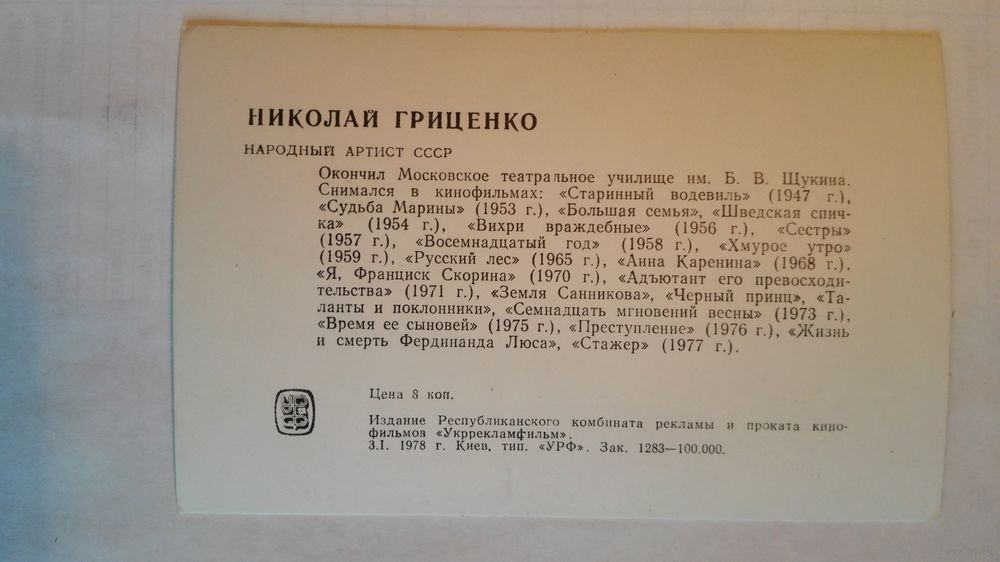 НИКОЛАЙ ГРИЦЕНКО
НАРОДНЫЙ АРТИСТ СССР
Окончил Московское театральное училище им. Б. В. Щукина.
Снимался в кинофильмах: «Старинный водевиль» (1947 г.),
«Судьба Марины» (1953 г.), «Большая семья», «Шведская спич-
ка» (1954 г.), «Вихри враждебные» (1956 г.), «Сестры»
(1957 г.), «Восемнадцатый год» (1958 г.), «Хмурое утро»
(1959 г.), «Русский лес» (1965 г.), «Анна Каренина» (1968 г.).
«Я, Франциск Скорина» (1970 г.), «Адъютант его превосходи-
тельства» (1971 г.), «Земля Санникова», «Черный принц», «Та-
ланты и поклонники», «Семнадцать мгновений весны» (1973 г.),
«Время ее сыновей» (1975 г.), «Преступление» (1976 г.), «Жизнь
и смерть Фердинанда Люса», «Стажер» (1977 г.).
Цена 8 коп.
Издание Республиканского комбината рекламы и проката кино-
фильмов «Укррекламфильм».
3.I. 1978 г. Киев, тип. «УРФ». Зак. 1283—100.000.